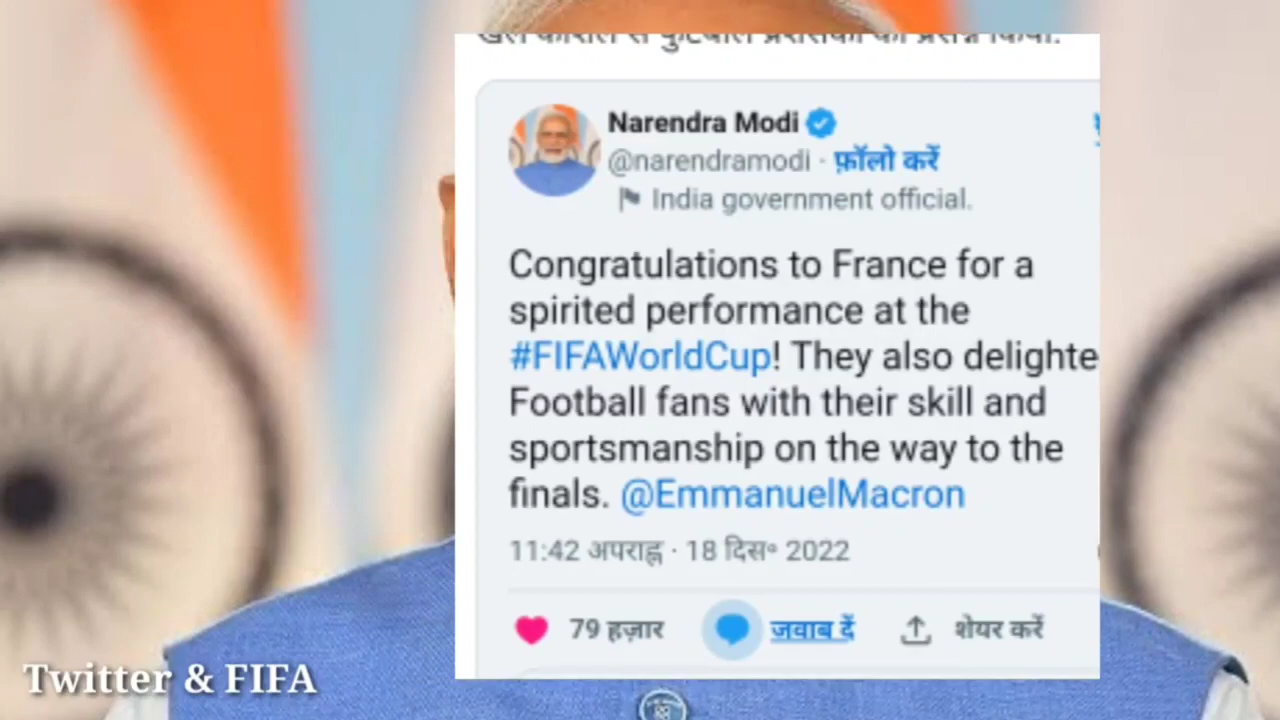 Narendra Modi
@narendramodi · फ़ॉलो करें
India government official.
Congratulations to France for a
spirited performance at the
#FIFAWorldCup! They also delighte
Football fans with their skill and
sportsmanship on the way to the
finals. @EmmanuelMacron
11:42 अपराह्न · 18 दिस॰ 2022
79 हज़ार जवाब दें शेयर करें
Twitter & FIFA